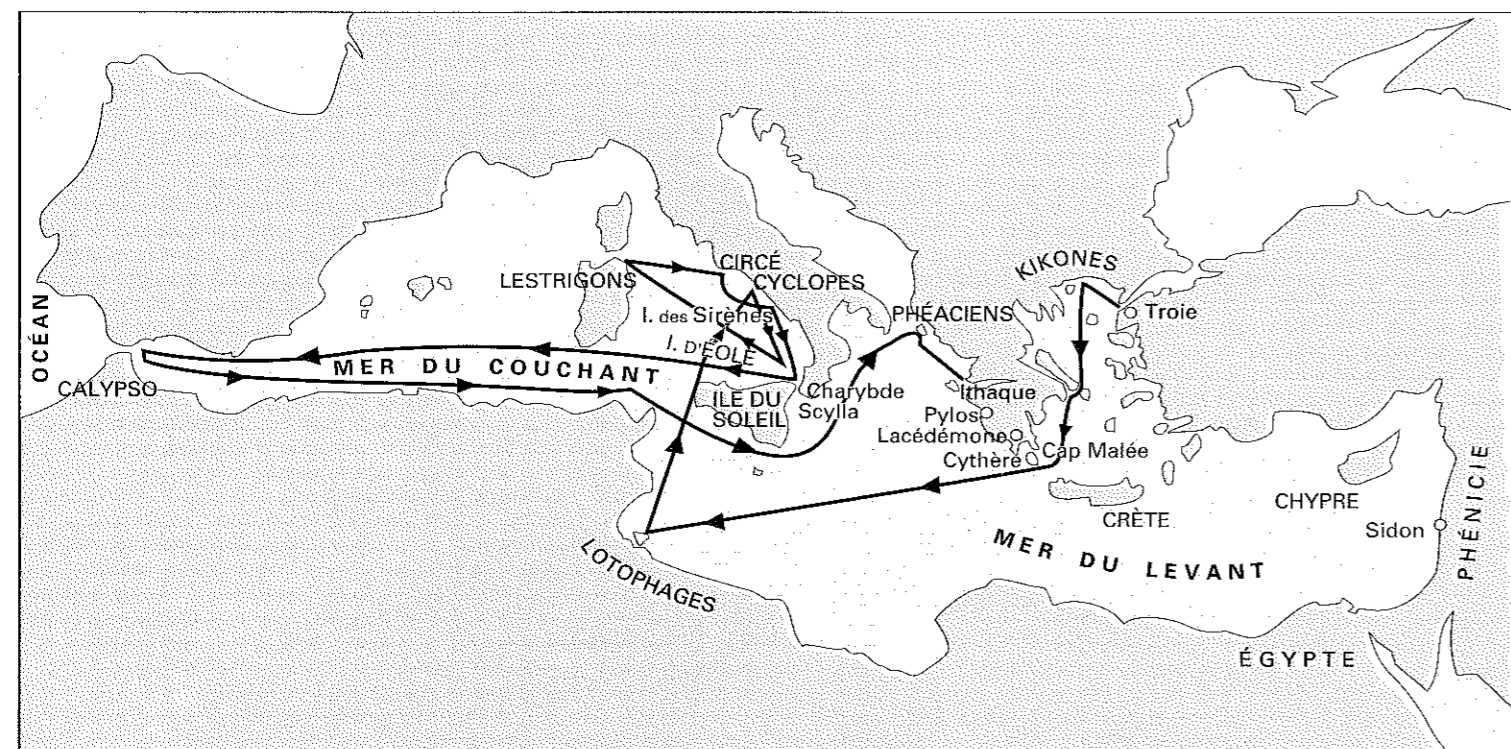 OCÉAN
CALYPSO
MER DU COUCHANT
LESTRIGONS
CIRCÉ
CYCLOPES
I. des Sirènes
I. D'ÉOLE
ILE DU
SOLEIL
Charybde
Scylla
PHÉACIENS
KIKONES
Troie
Ithaque
Pylos
Lacédémone
Cythère
Cap Malée
CRÈTE
CHYPRE
Sidon
PHÉNICIE
MER DU LEVANT
LOTOPHAGES
ÉGYPTE